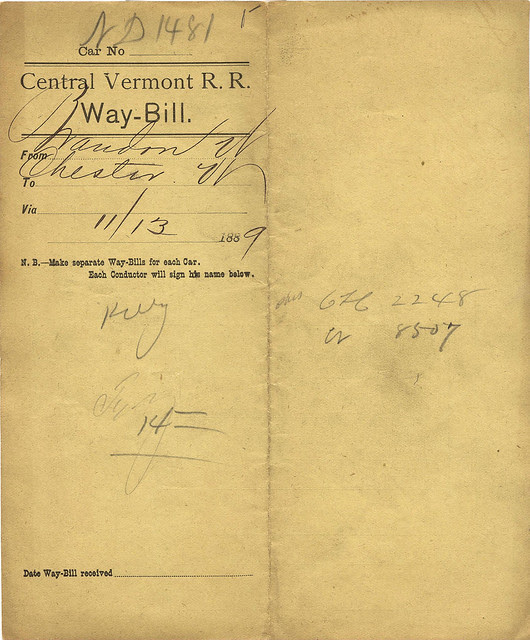 ND 1481
Car No
Central Vermont R. R.
Way-Bill.
From Brandon Vt
To Chester Vt
Via
11/13 1889
N. B.—Make separate Way-Bills for each Car.
Each Conductor will sign his name below.
145
2248
8507
Date Way-Bill received